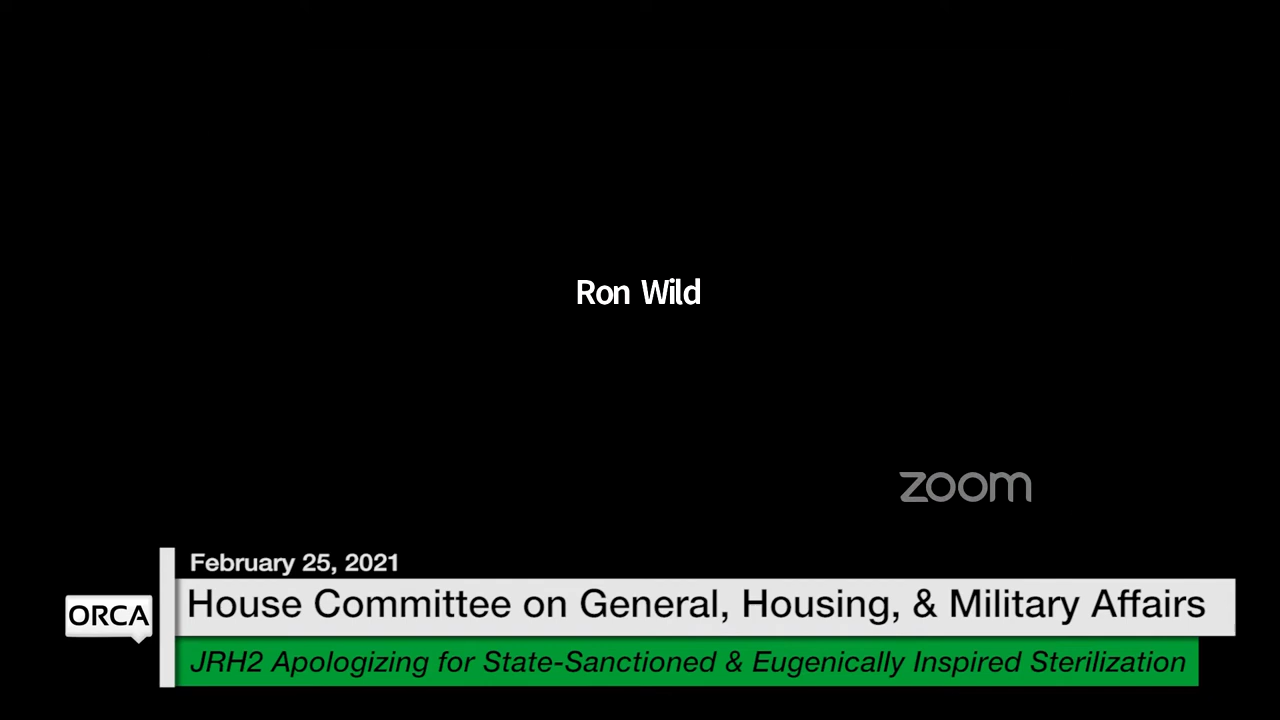 Ron Wild
zoom
February 25, 2021
House Committee on General, Housing, & Military Affairs
ORCA
JRH2 Apologizing for State-Sanctioned & Eugenically Inspired Sterilization